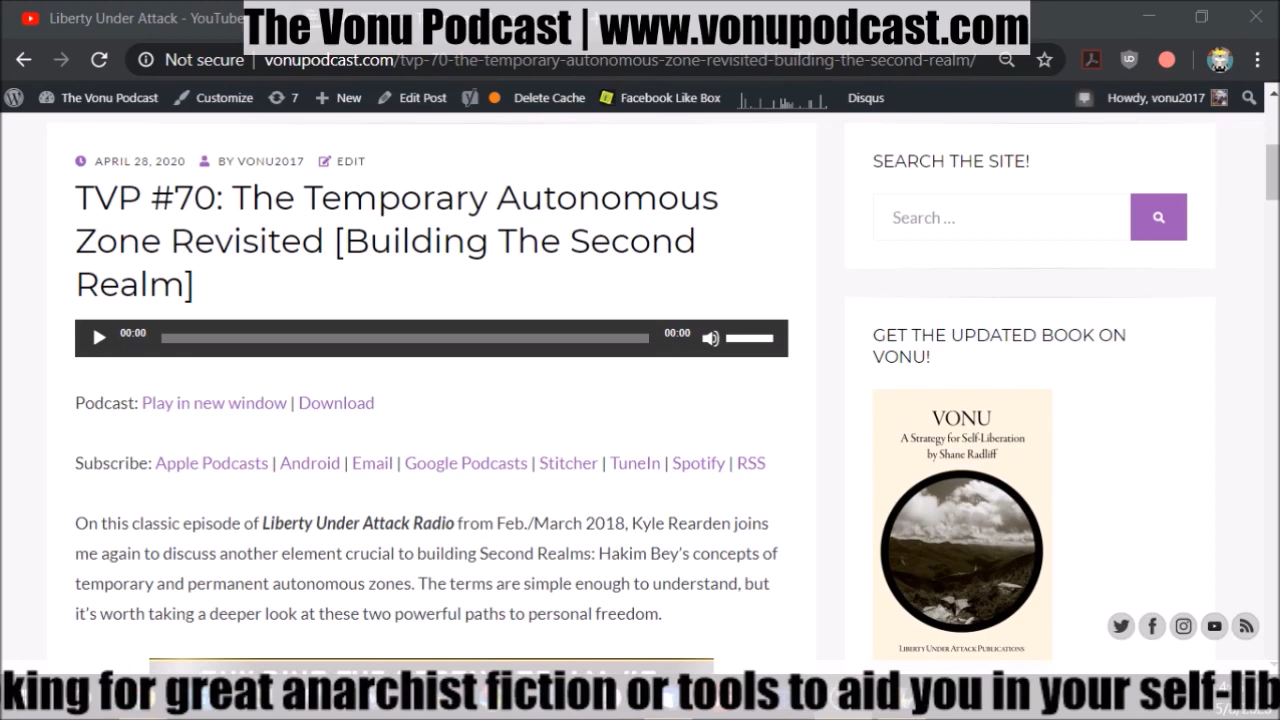 Liberty Under Attack - YouTube
The Vonu Podcast | www.vonupodcast.com
Not secure | vonupodcast.com/tvp-70-the-temporary-autonomous-zone-revisited-building-the-second-realm/
The Vonu Podcast Customize 7 New Edit Post Delete Cache Facebook Like Box Disqus Howdy, vonu2017
APRIL 28, 2020 BY VONU2017 EDIT
TVP #70: The Temporary Autonomous
Zone Revisited [Building The Second
Realm]
00:00 00:00
Podcast: Play in new window | Download
Subscribe: Apple Podcasts | Android | Email | Google Podcasts | Stitcher | TuneIn | Spotify | RSS
On this classic episode of Liberty Under Attack Radio from Feb./March 2018, Kyle Rearden joins
me again to discuss another element crucial to building Second Realms: Hakim Bey's concepts of
temporary and permanent autonomous zones. The terms are simple enough to understand, but
it's worth taking a deeper look at these two powerful paths to personal freedom.
SEARCH THE SITE!
Search ...
GET THE UPDATED BOOK ON
VONU!
VONU
A Strategy for Self-Liberation
by Shane Radliff
LIBERTY UNDER ATTACK PUBLICATIONS
king for great anarchist fiction or tools to aid you in your self-lib